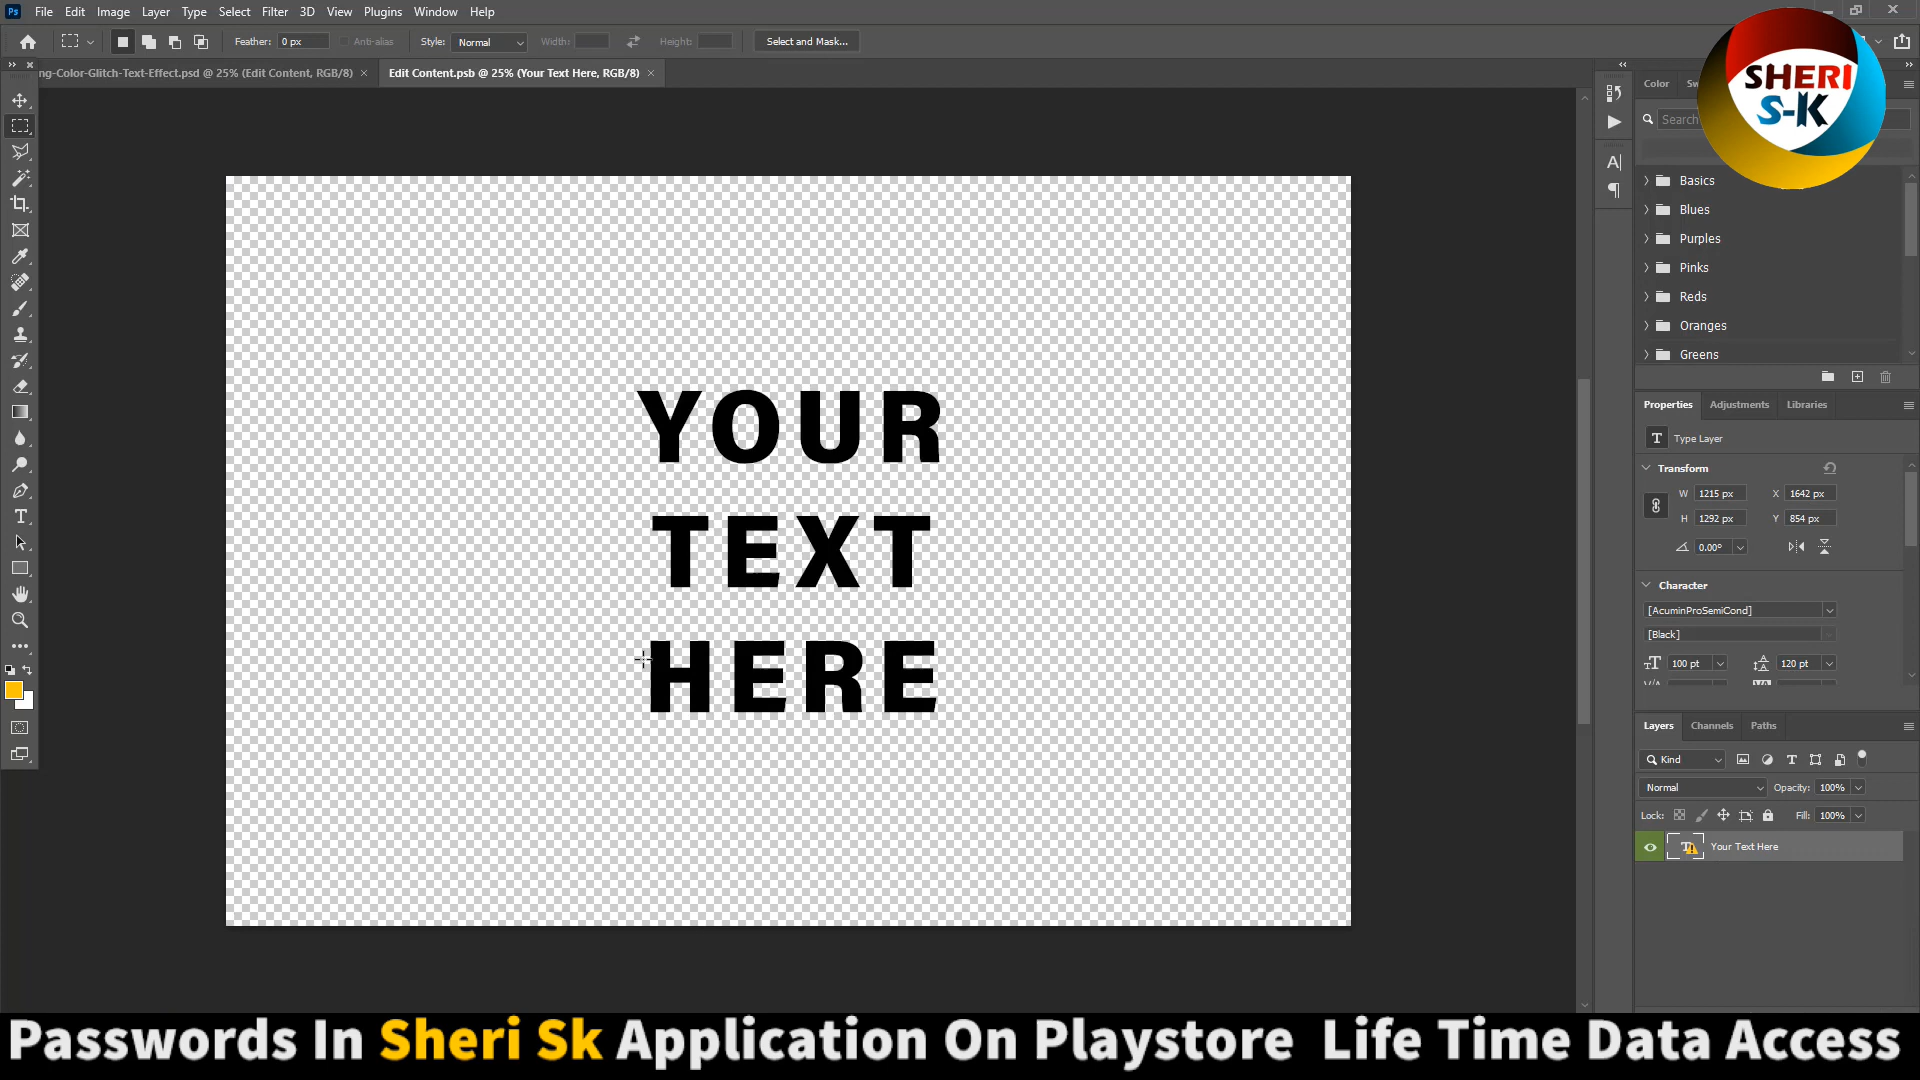 Ps File Edit Image Layer Type Select Filter 3D View Plugins Window Help
Feather: 0 px Anti-alias Style: Normal Width: Height: Select and Mask...
ng-Color-Glitch-Text-Effect.psd @ 25% (Edit Content, RGB/8) × Edit Content.psb @ 25% (Your Text Here, RGB/8) ×
SHERI
S-K
Color Sw
Search
Basics
Blues
Purples
Pinks
Reds
Oranges
Greens
YOUR
TEXT
HERE
Properties Adjustments Libraries
T Type Layer
Transform
W 1215 px X 1642 px
H 1292 px Y 854 px
0.00°
Character
[AcuminProSemiCond]
[Black]
100 pt 120 pt
Layers Channels Paths
Kind
Normal Opacity: 100%
Lock: Fill: 100%
Your Text Here
Passwords In Sheri Sk Application On Playstore Life Time Data Access